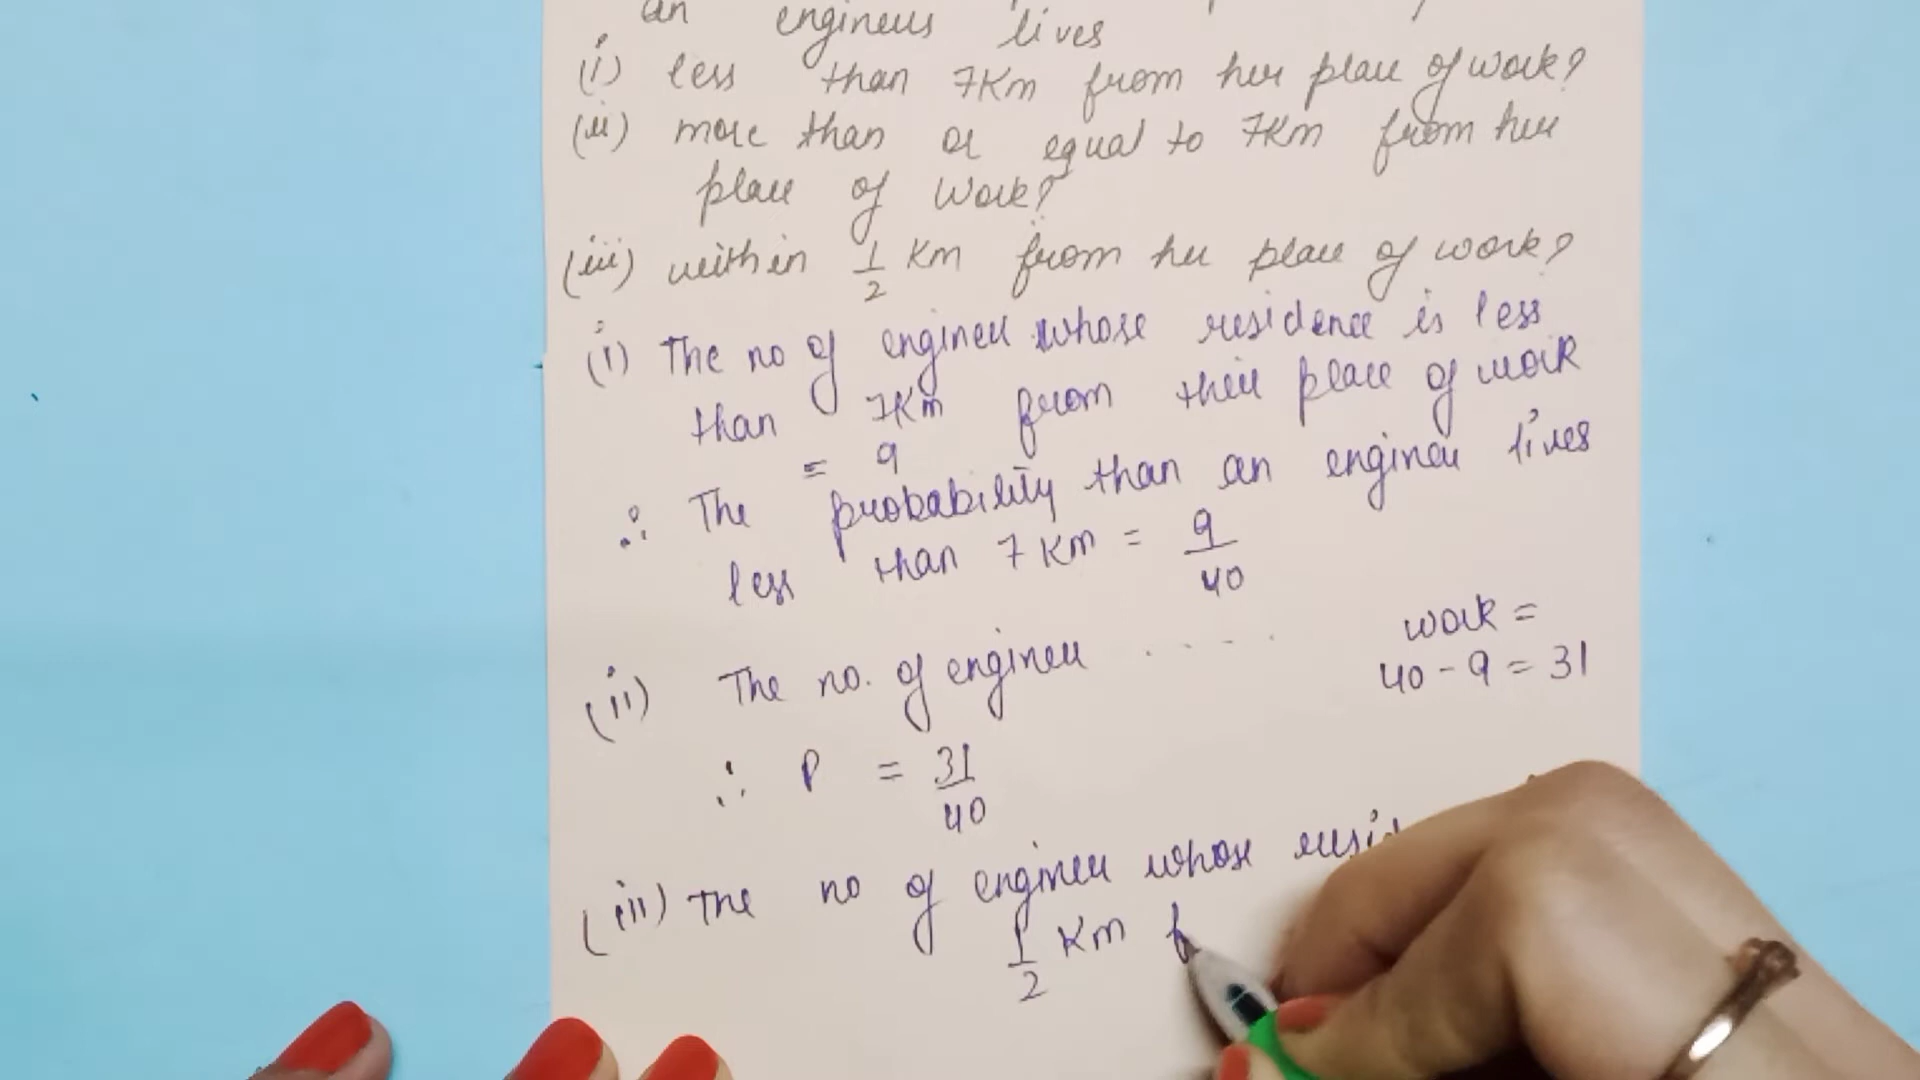 an engineers lives
(i) less than 7Km from her place of work?
(ii) more than or equal to 7Km from her
place of work?
(iii) within 1/2 Km from her place of work?
(i) The no of engineer whose residence is less
than 7Km from their place of work
= 9
∴ The probability than an engineer lives
less than 7 Km = 9/40
work =
(ii) The no. of engineer ....
40 - 9 = 31
∴ P = 31/40
(iii) The no of engineer whose resid
1/2 Km f